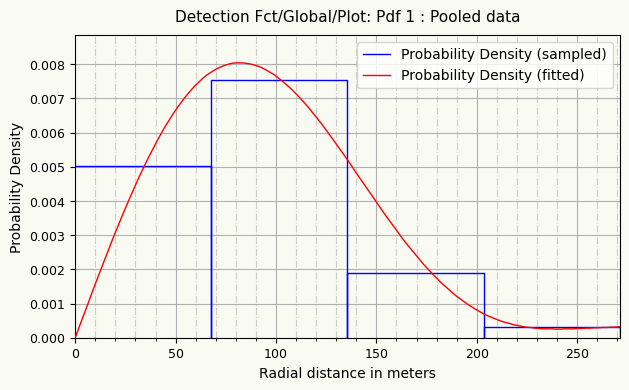 Detection Fct/Global/Plot: Pdf 1 : Pooled data
Probability Density (sampled)
Probability Density (fitted)
Probability Density
0.008
0.007
0.006
0.005
0.004
0.003
0.002
0.001
0.000
0 50 100 150 200 250
Radial distance in meters